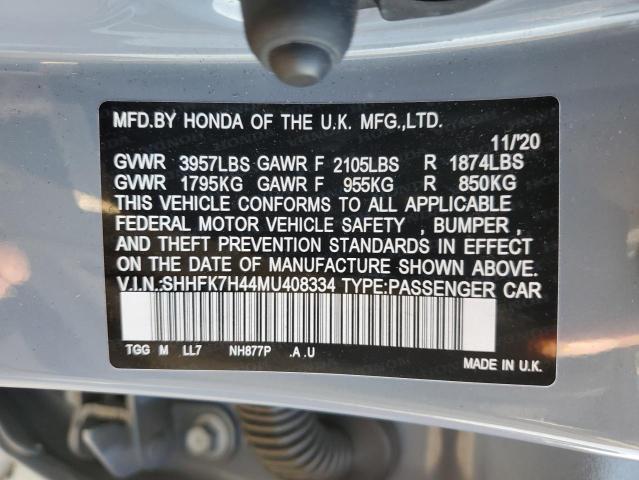 MFD.BY HONDA OF THE U.K. MFG.,LTD.
11/'20
GVWR 3957LBS GAWR F 2105LBS R 1874LBS
GVWR 1795KG GAWR F 955KG R 850KG
THIS VEHICLE CONFORMS TO ALL APPLICABLE
FEDERAL MOTOR VEHICLE SAFETY , BUMPER ,
AND THEFT PREVENTION STANDARDS IN EFFECT
ON THE DATE OF MANUFACTURE SHOWN ABOVE.
V.I.N.:SHHFK7H44MU408334 TYPE:PASSENGER CAR
TGG M LL7 NH877P .A .U
MADE IN U.K.